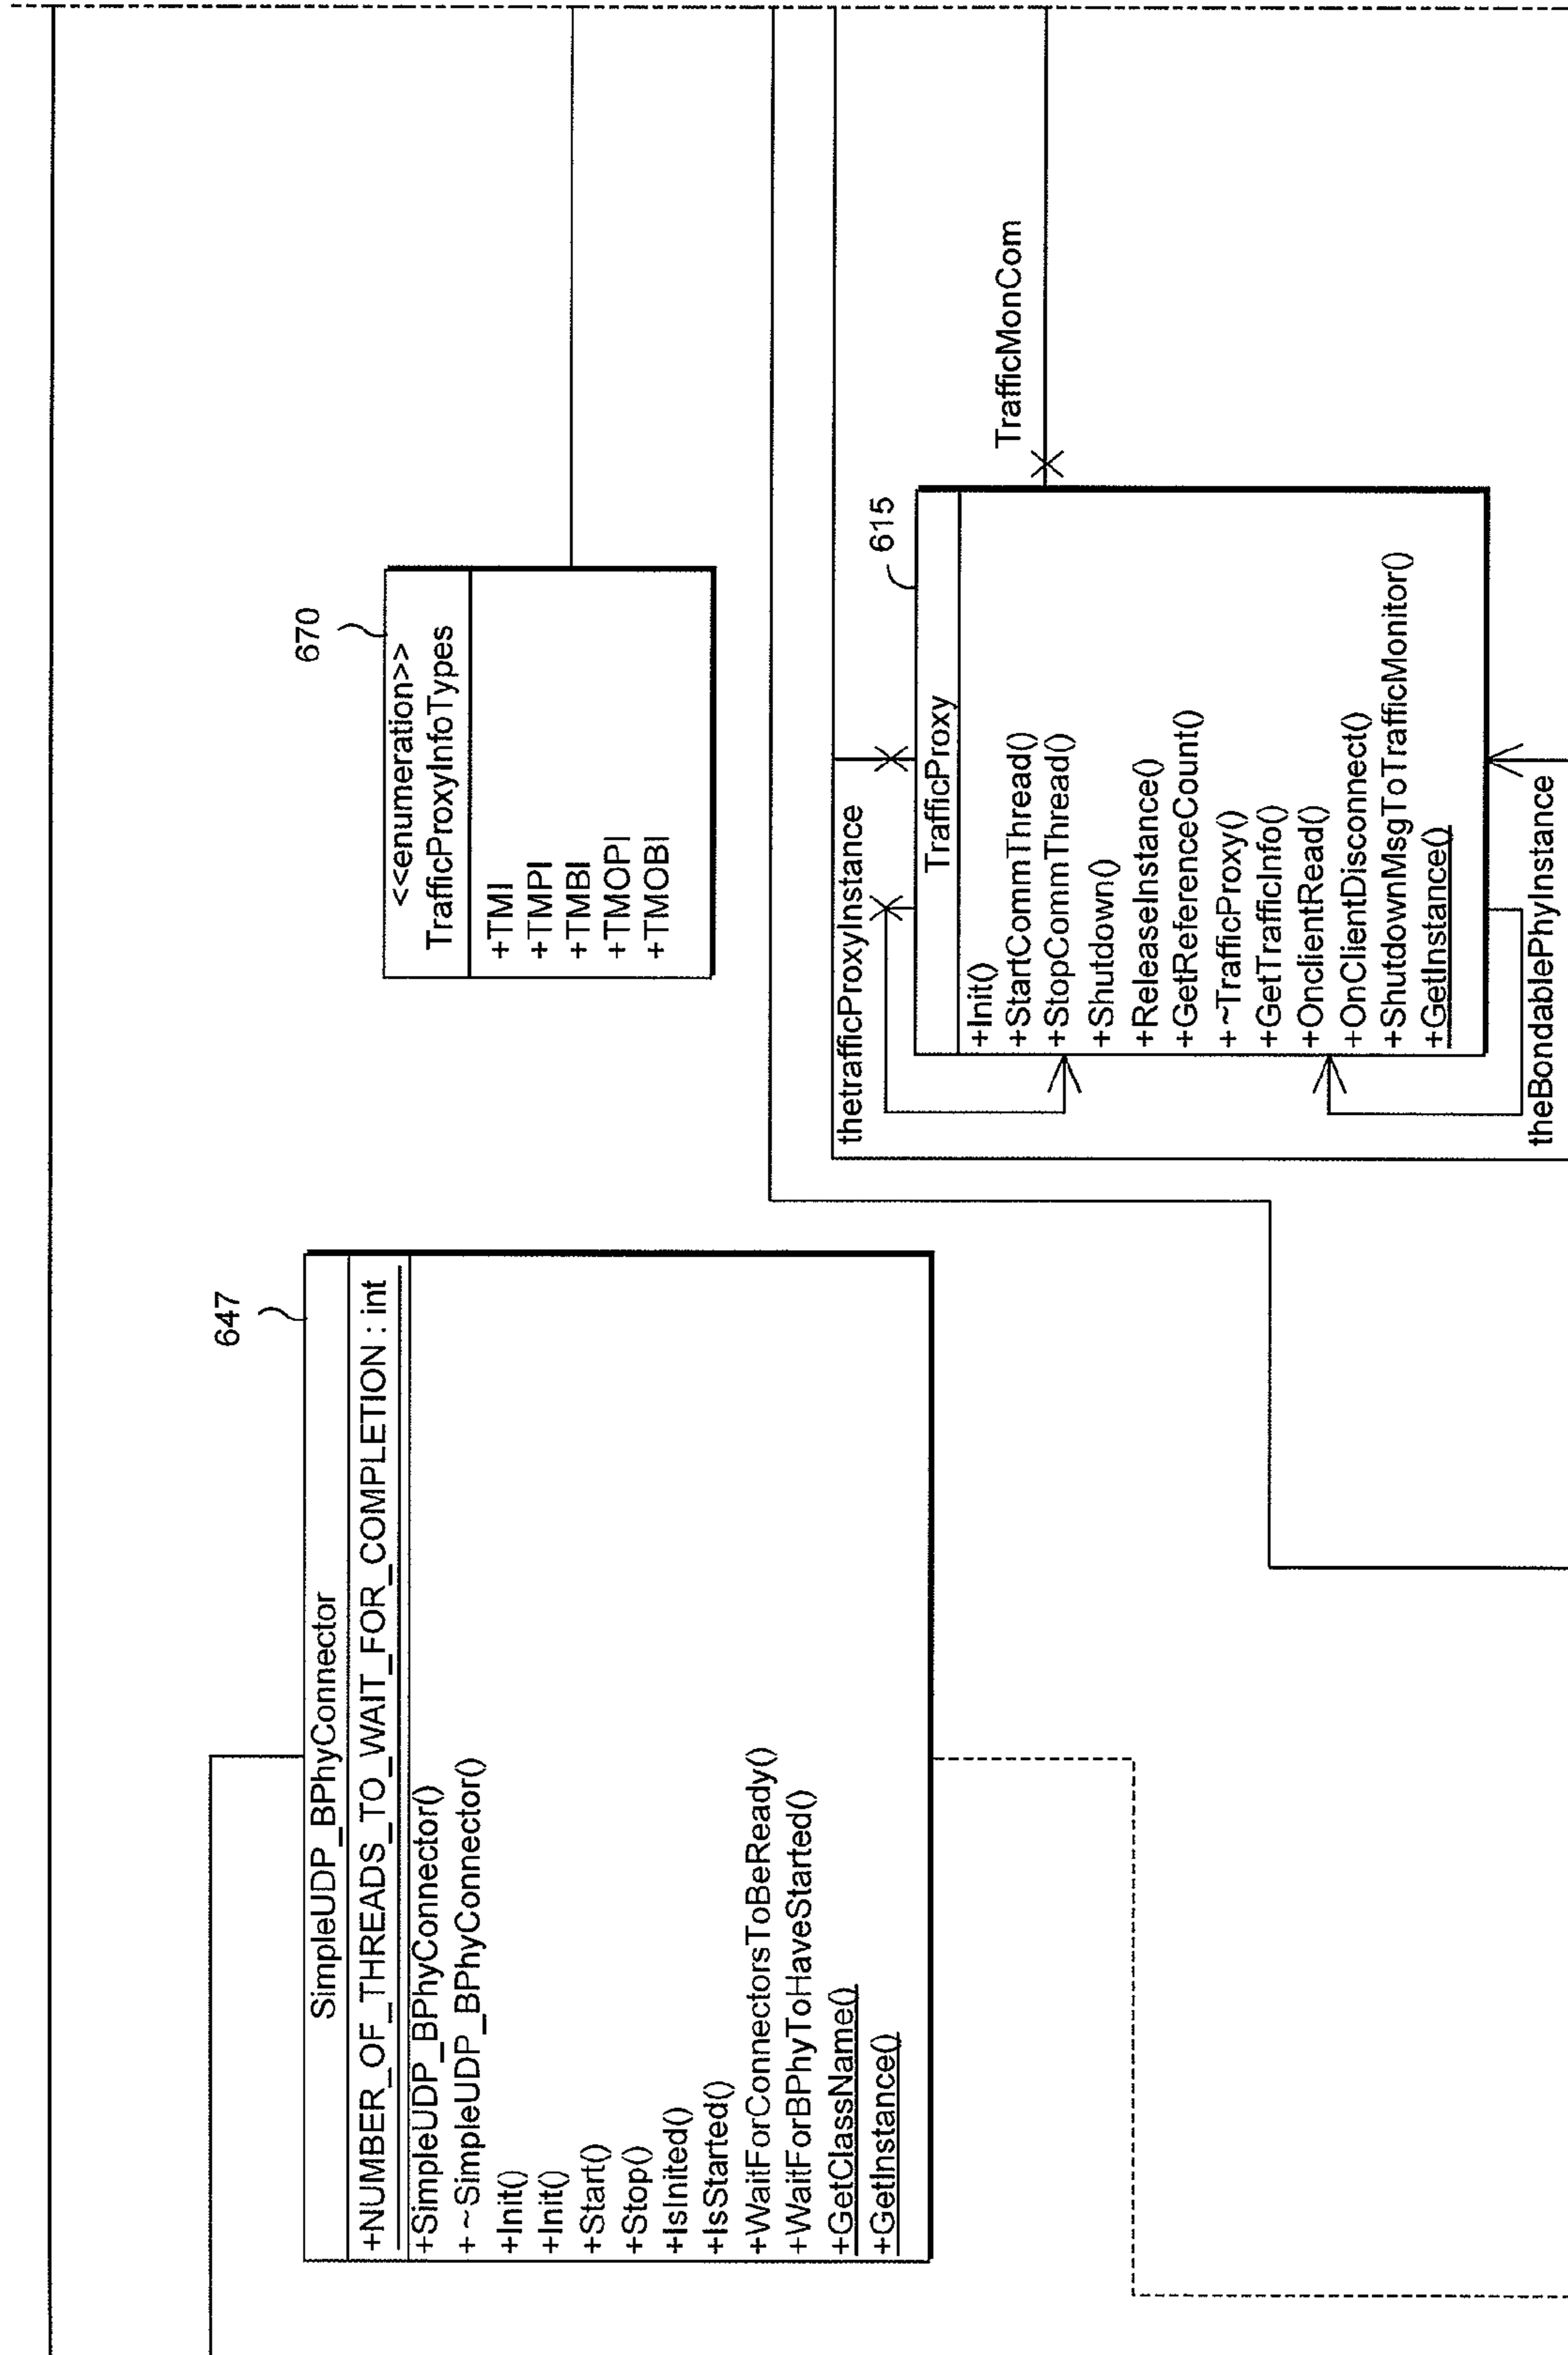 647
SimpleUDP_BPhyConnector
+NUMBER_OF_THREADS_TO_WAIT_FOR_COMPLETION : int
+SimpleUDP_BPhyConnector()
+ ~SimpleUDP_BPhyConnector()
+Init()
+Init()
+Start()
+Stop()
+IsInited()
+IsStarted()
+WaitForConnectorsToBeReady()
+WaitForBPhyToHaveStarted()
+GetClassName()
+GetInstance()
670
<<enumeration>>
TrafficProxyInfoTypes
+TMI
+TMPI
+TMBI
+TMOPI
+TMOBI
thetrafficProxyInstance
615
TrafficProxy
+Init()
+StartCommThread()
+StopCommThread()
+Shutdown()
+ReleaseInstance()
+GetReferenceCount()
+ ~TrafficProxy()
+GetTrafficInfo()
+OnclientRead()
+OnClientDisconnect()
+ShutdownMsgToTrafficMonitor()
+GetInstance()
theBondablePhyInstance
TrafficMonCom